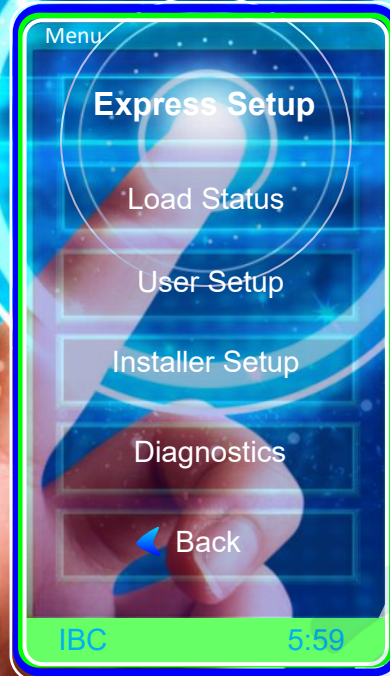 Menu
Express Setup
Load Status
User Setup
Installer Setup
Diagnostics
Back
IBC 5:59